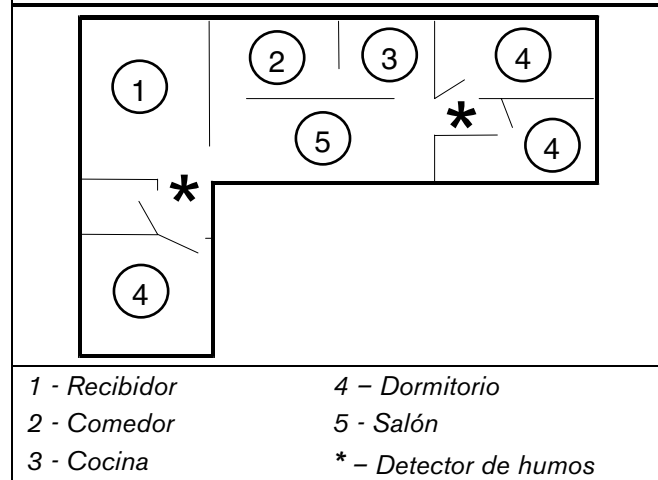 2
3
4
1
*
5
4
*
4
1 - Recibidor
4 – Dormitorio
2 - Comedor
5 - Salón
3 - Cocina
* – Detector de humos